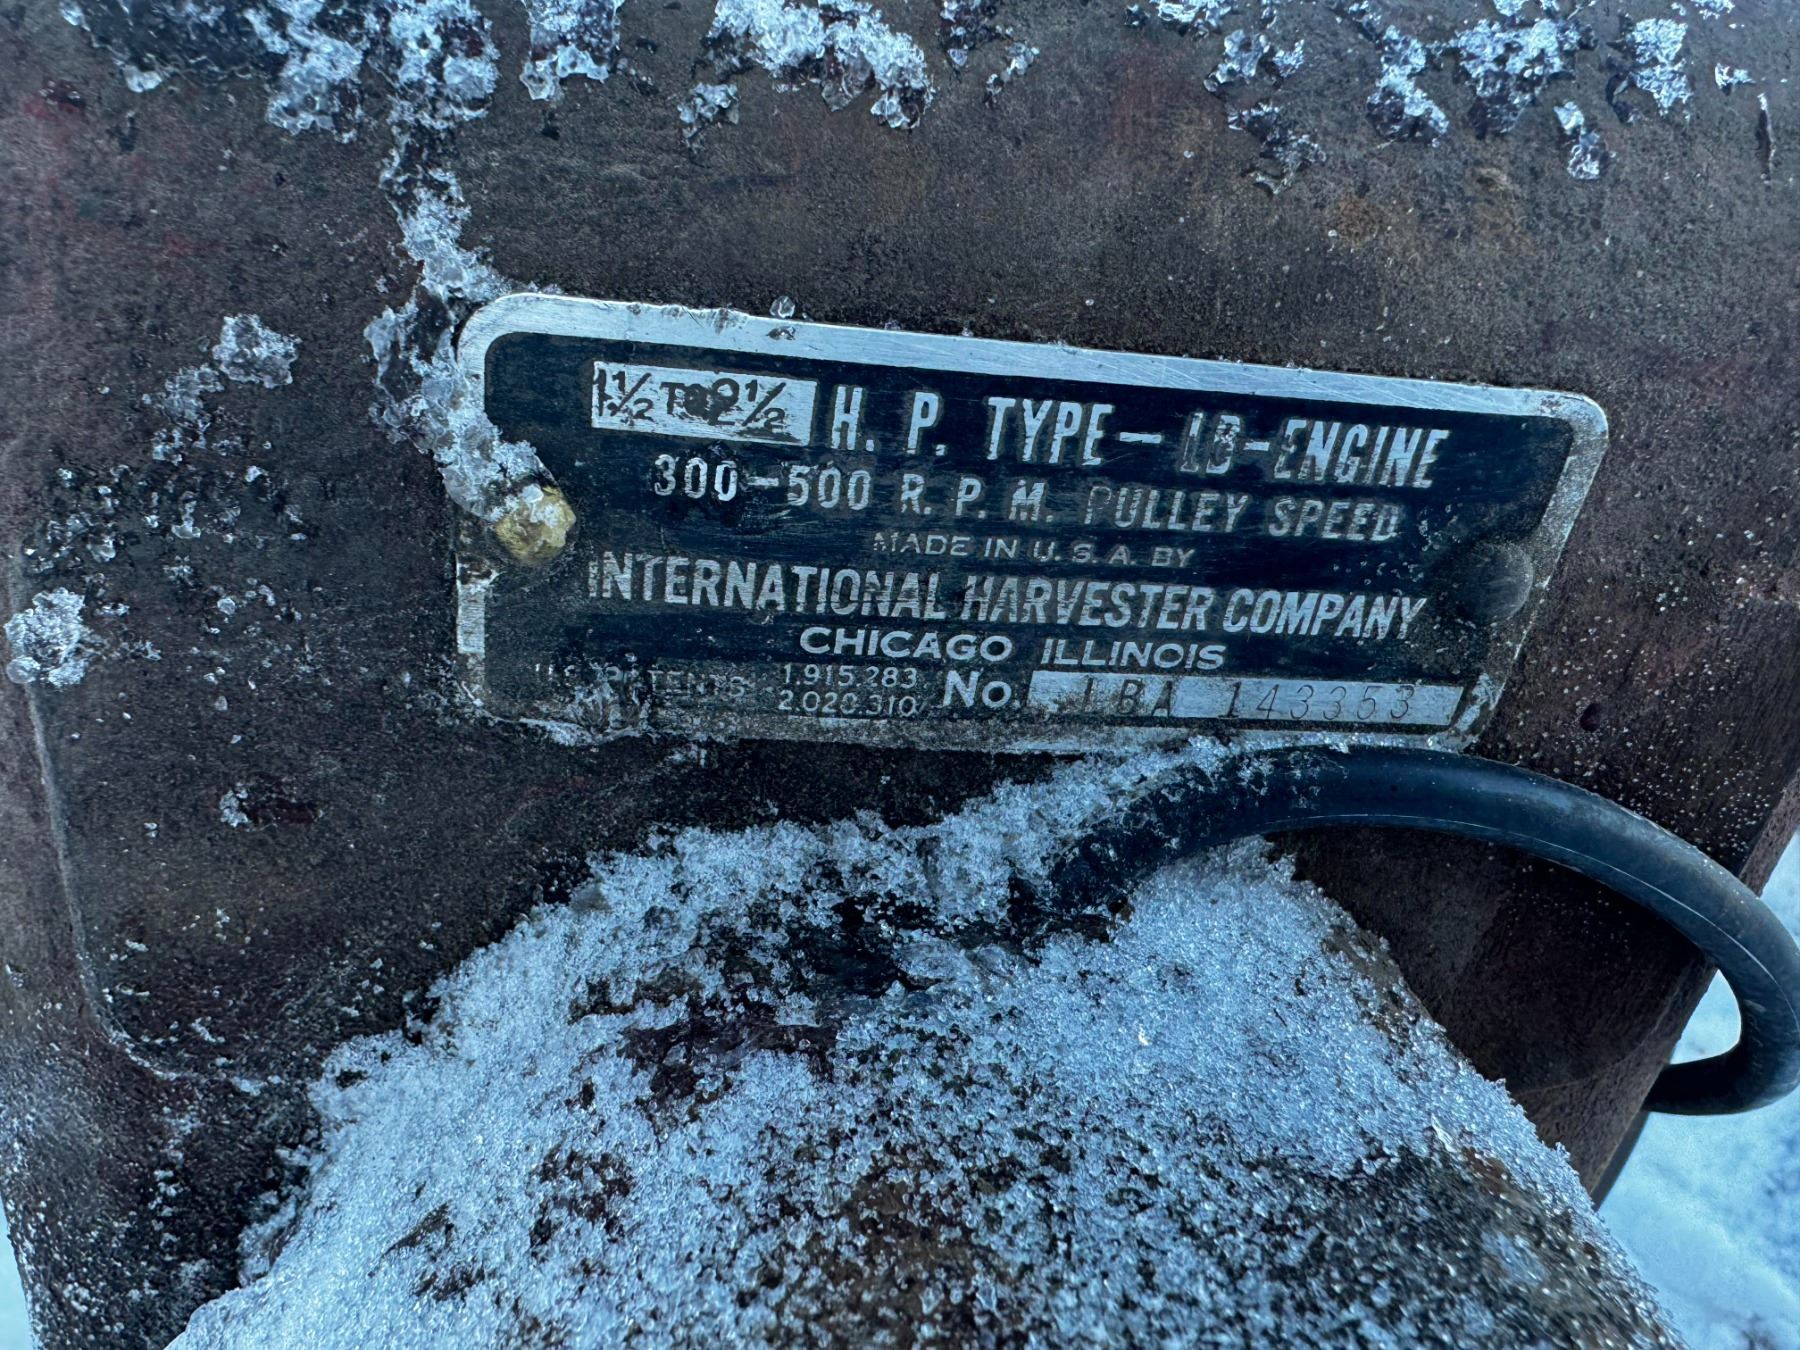 1½ TO 2½ H. P. TYPE – LB-ENGINE
300-500 R. P. M. PULLEY SPEED
MADE IN U. S. A. BY
INTERNATIONAL HARVESTER COMPANY
CHICAGO ILLINOIS
U.S. PATENTS 1,915,283
2,020,310 No. LBA 143353